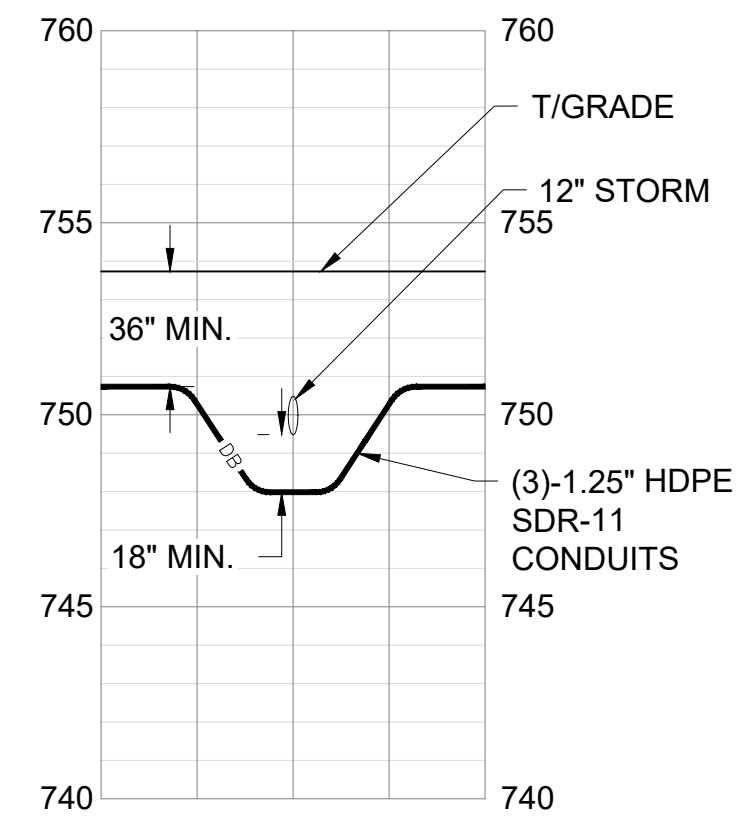 760
760
T/GRADE
12" STORM
755
755
36" MIN.
750
750
DB
(3)-1.25" HDPE
SDR-11
CONDUITS
18" MIN.
745
745
740
740